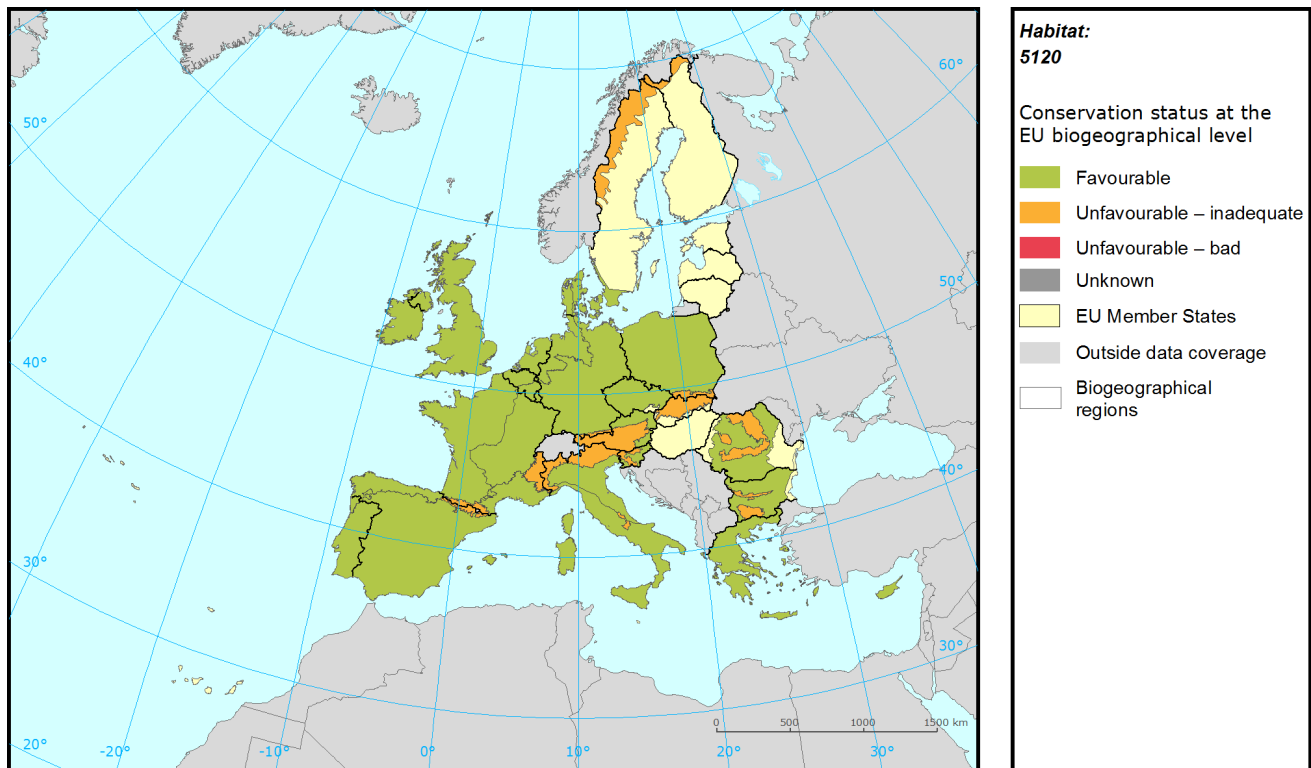 60°
50°
50°
40°
40°
30°
30°
20°
-20°
-10°
0°
10°
20°
30°
0 500 1000 1500 km
Habitat:
5120
Conservation status at the
EU biogeographical level
Favourable
Unfavourable – inadequate
Unfavourable – bad
Unknown
EU Member States
Outside data coverage
Biogeographical
regions